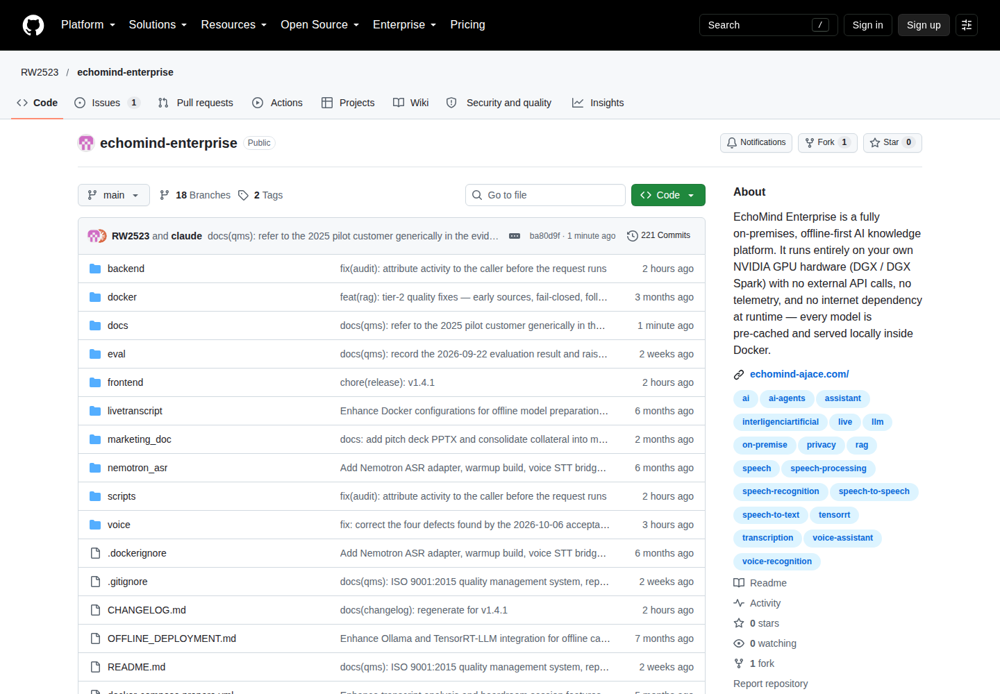 Platform Solutions Resources Open Source Enterprise Pricing Search / Sign in Sign up
RW2523 / echomind-enterprise
Code Issues 1 Pull requests Actions Projects Wiki Security and quality Insights
echomind-enterprise Public Notifications Fork 1 Star 0
main 18 Branches 2 Tags Go to file Code
RW2523 and claude docs(qms): refer to the 2025 pilot customer generically in the evid… ba80d9f · 1 minute ago 221 Commits
backend fix(audit): attribute activity to the caller before the request runs 2 hours ago
docker feat(rag): tier-2 quality fixes — early sources, fail-closed, foll… 3 months ago
docs docs(qms): refer to the 2025 pilot customer generically in th… 1 minute ago
eval docs(qms): record the 2026-09-22 evaluation result and rais… 2 weeks ago
frontend chore(release): v1.4.1 2 hours ago
livetranscript Enhance Docker configurations for offline model preparation… 6 months ago
marketing_doc docs: add pitch deck PPTX and consolidate collateral into m… 2 months ago
nemotron_asr Add Nemotron ASR adapter, warmup build, voice STT bridg… 6 months ago
scripts fix(audit): attribute activity to the caller before the request runs 2 hours ago
voice fix: correct the four defects found by the 2026-10-06 accepta… 3 hours ago
.dockerignore Add Nemotron ASR adapter, warmup build, voice STT bridg… 6 months ago
.gitignore docs(qms): ISO 9001:2015 quality management system, rep… 2 weeks ago
CHANGELOG.md docs(changelog): regenerate for v1.4.1 2 hours ago
OFFLINE_DEPLOYMENT.md Enhance Ollama and TensorRT-LLM integration for offline ca… 7 months ago
README.md docs(qms): ISO 9001:2015 quality management system, rep… 2 weeks ago
About
EchoMind Enterprise is a fully
on-premises, offline-first AI knowledge
platform. It runs entirely on your own
NVIDIA GPU hardware (DGX / DGX
Spark) with no external API calls, no
telemetry, and no internet dependency
at runtime — every model is
pre-cached and served locally inside
Docker.
echomind-ajace.com/
ai ai-agents assistant
interligenciartificial live llm
on-premise privacy rag
speech speech-processing
speech-recognition speech-to-speech
speech-to-text tensorrt
transcription voice-assistant
voice-recognition
Readme
Activity
0 stars
0 watching
1 fork
Report repository